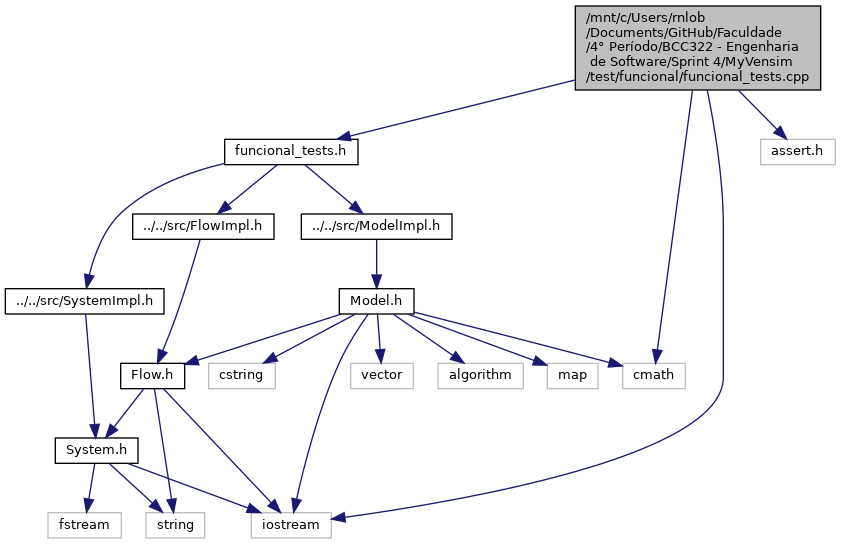 /mnt/c/Users/rnlob
/Documents/GitHub/Faculdade
/4° Período/BCC322 - Engenharia
de Software/Sprint 4/MyVensim
/test/funcional/funcional_tests.cpp
funcional_tests.h
assert.h
../../src/FlowImpl.h
../../src/ModelImpl.h
../../src/SystemImpl.h
Model.h
Flow.h
cstring
vector
algorithm
map
cmath
System.h
fstream
string
iostream